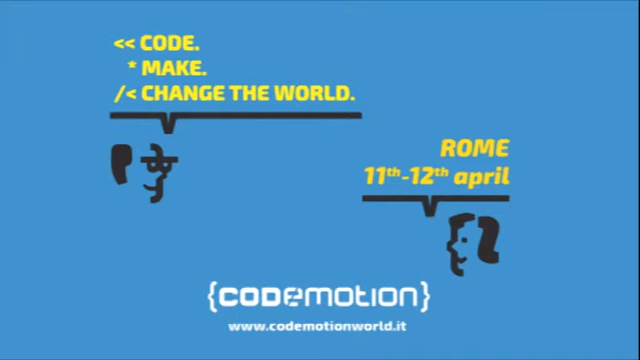 << CODE.
* MAKE.
/< CHANGE THE WORLD.
ROME
11th-12th april
{CODEMOTION}
www.codemotionworld.it